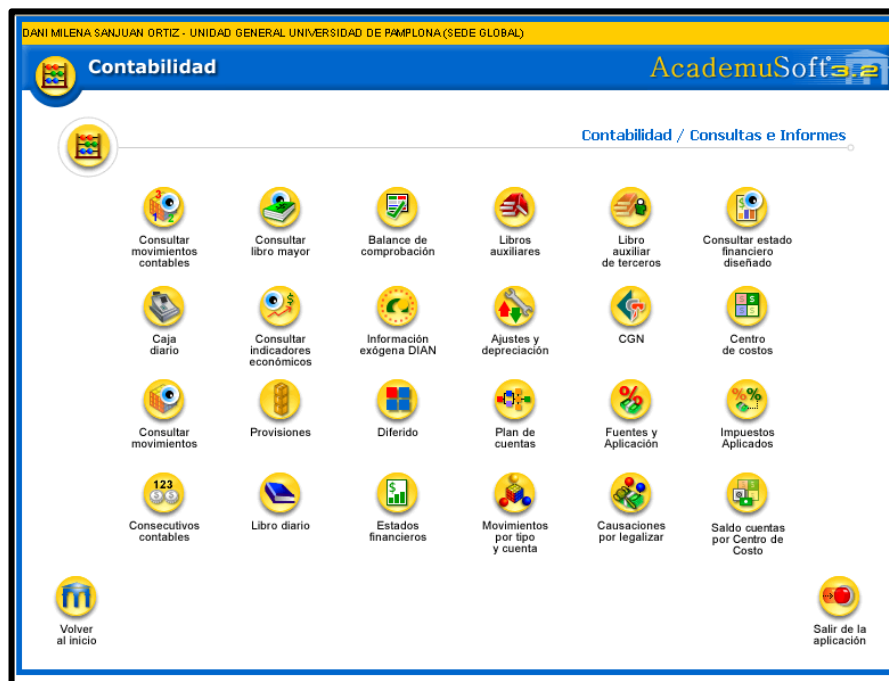 DANI MILENA SANJUAN ORTIZ - UNIDAD GENERAL UNIVERSIDAD DE PAMPLONA (SEDE GLOBAL)
Contabilidad
AcademuSoft 3.2
Contabilidad / Consultas e Informes
3
1 2
Consultar
movimientos
contables
Consultar
libro mayor
Balance de
comprobación
Libros
auxiliares
Libro
auxiliar
de terceros
Consultar estado
financiero
diseñado
Caja
diario
Consultar
indicadores
económicos
Información
exógena DIAN
Ajustes y
depreciación
CGN
Centro
de costos
Consultar
movimientos
Provisiones
Diferido
Plan de
cuentas
Fuentes y
Aplicación
Impuestos
Aplicados
123
Consecutivos
contables
Libro diario
Estados
financieros
Movimientos
por tipo
y cuenta
Causaciones
por legalizar
Saldo cuentas
por Centro de
Costo
Volver
al inicio
Salir de la
aplicación